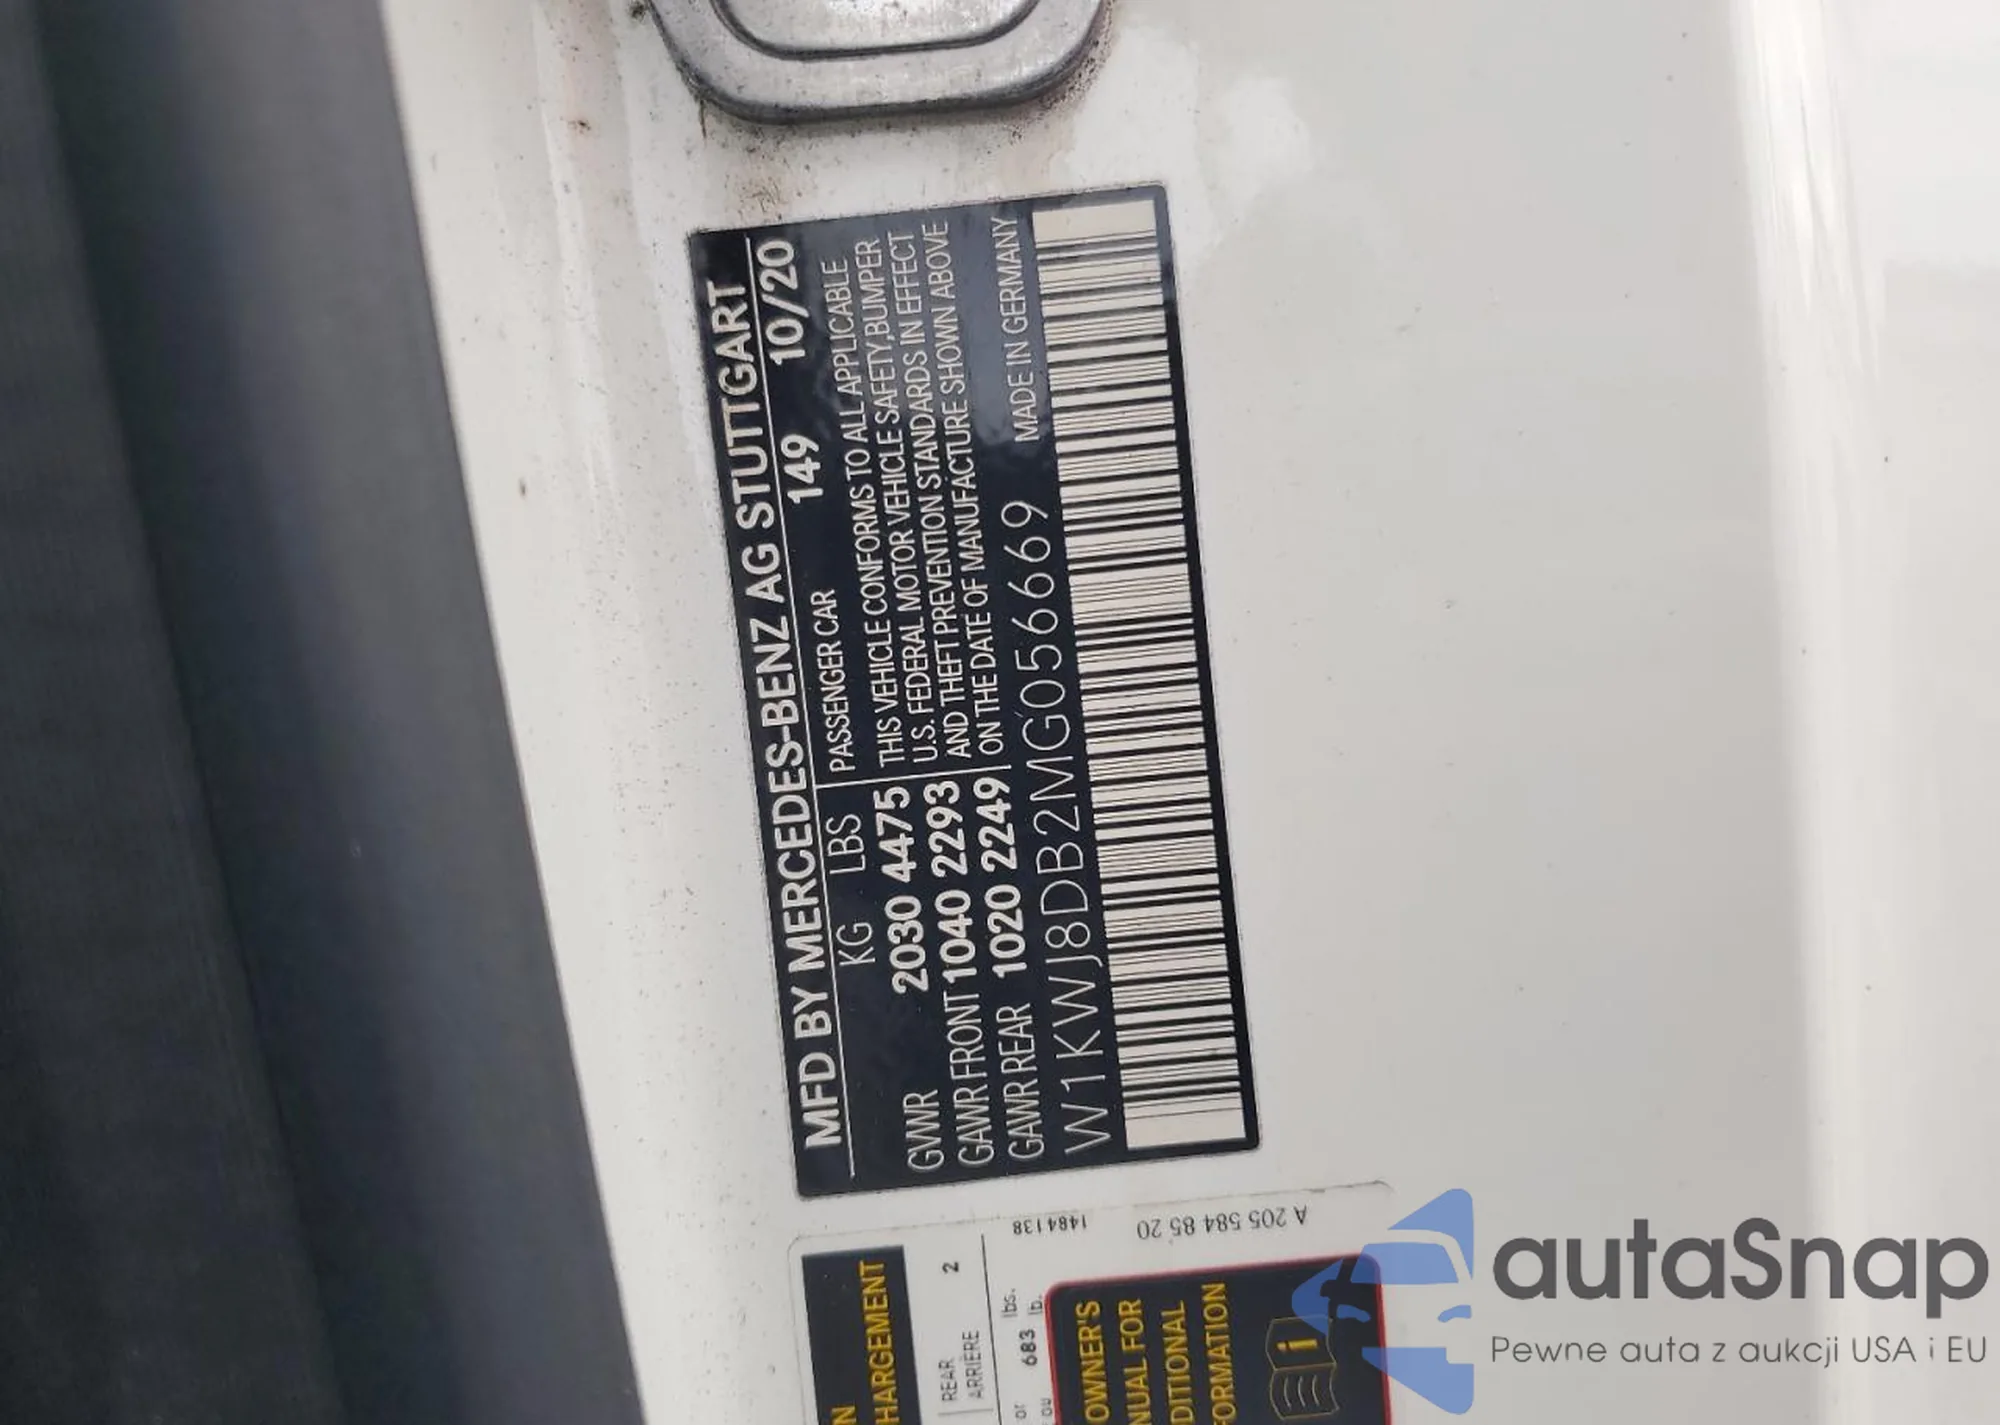 MFD BY MERCEDES-BENZ AG STUTTGART
KG LBS PASSENGER CAR 149 10/20
GVWR 2030 4475 THIS VEHICLE CONFORMS TO ALL APPLICABLE
U.S. FEDERAL MOTOR VEHICLE SAFETY, BUMPER
GAWR FRONT 1040 2293 AND THEFT PREVENTION STANDARDS IN EFFECT
GAWR REAR 1020 2249 ON THE DATE OF MANUFACTURE SHOWN ABOVE
MADE IN GERMANY
W1KWJ8DB2MG056669
1484138
A 205 584 85 20
HARGEMENT
REAR 2
ARRIÈRE
or 683 lbs.
ou lb.
OWNER'S
NUAL FOR
DITIONAL
FORMATION
i
autaSnap
Pewne auta z aukcji USA i EU